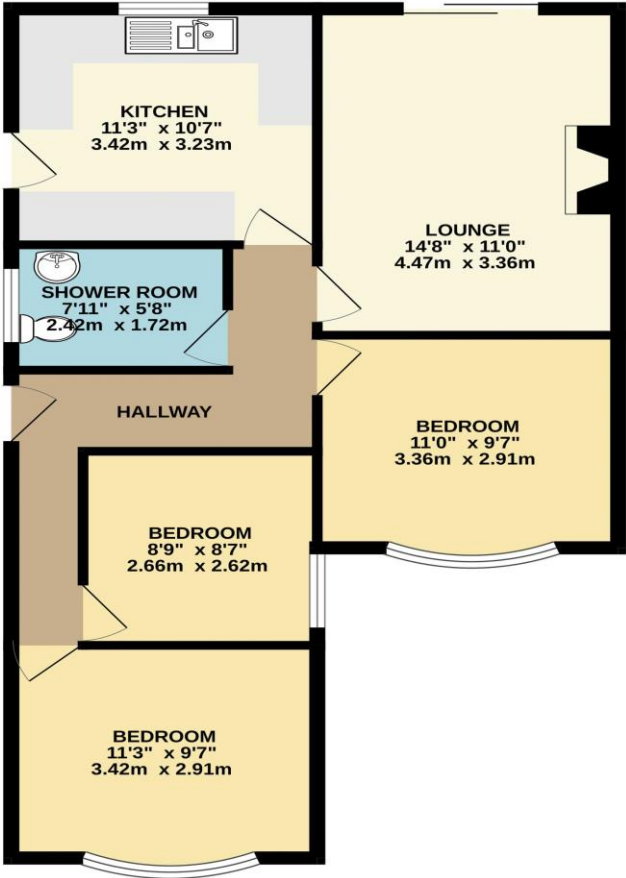 KITCHEN
11'3" x 10'7"
3.42m x 3.23m
LOUNGE
14'8" x 11'0"
4.47m x 3.36m
SHOWER ROOM
7'11" x 5'8"
2.42m x 1.72m
HALLWAY
BEDROOM
11'0" x 9'7"
3.36m x 2.91m
BEDROOM
8'9" x 8'7"
2.66m x 2.62m
BEDROOM
11'3" x 9'7"
3.42m x 2.91m